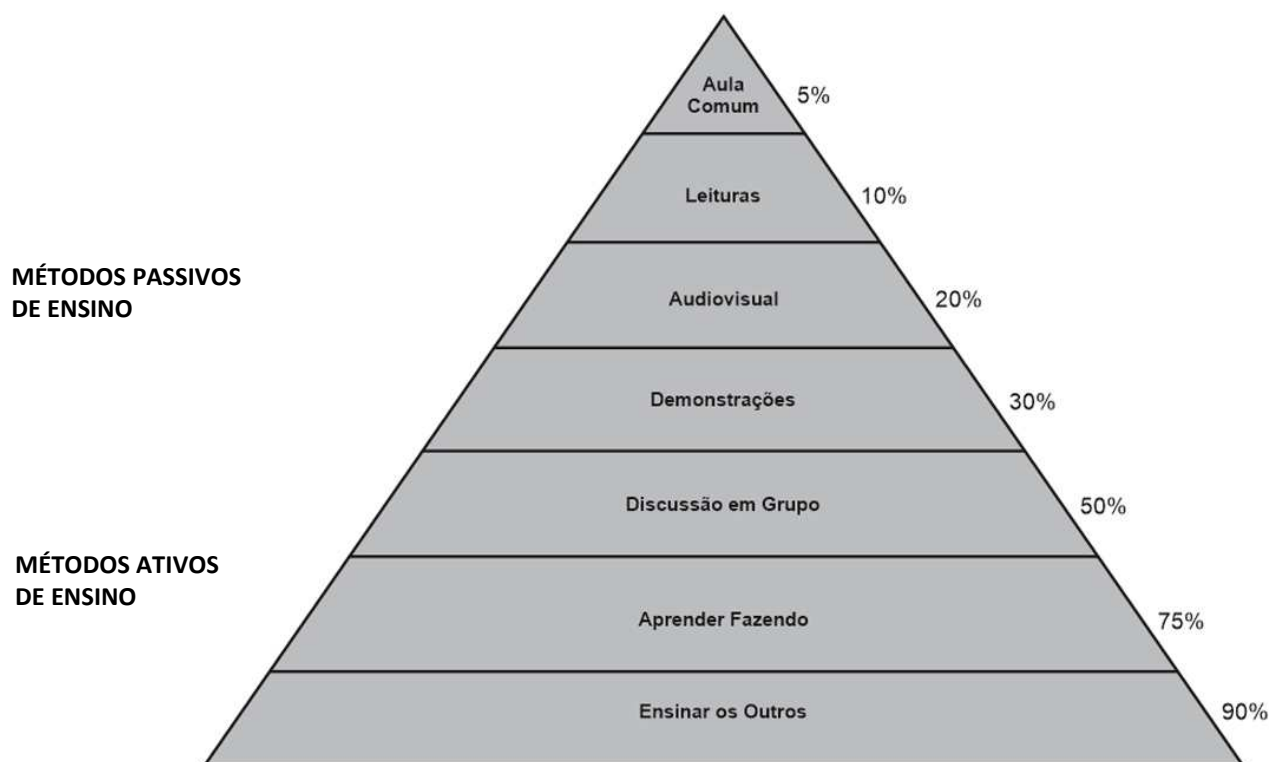 Aula
Comum
5%
Leituras
10%
MÉTODOS PASSIVOS
DE ENSINO
Audiovisual
20%
Demonstrações
30%
Discussão em Grupo
50%
MÉTODOS ATIVOS
DE ENSINO
Aprender Fazendo
75%
Ensinar os Outros
90%